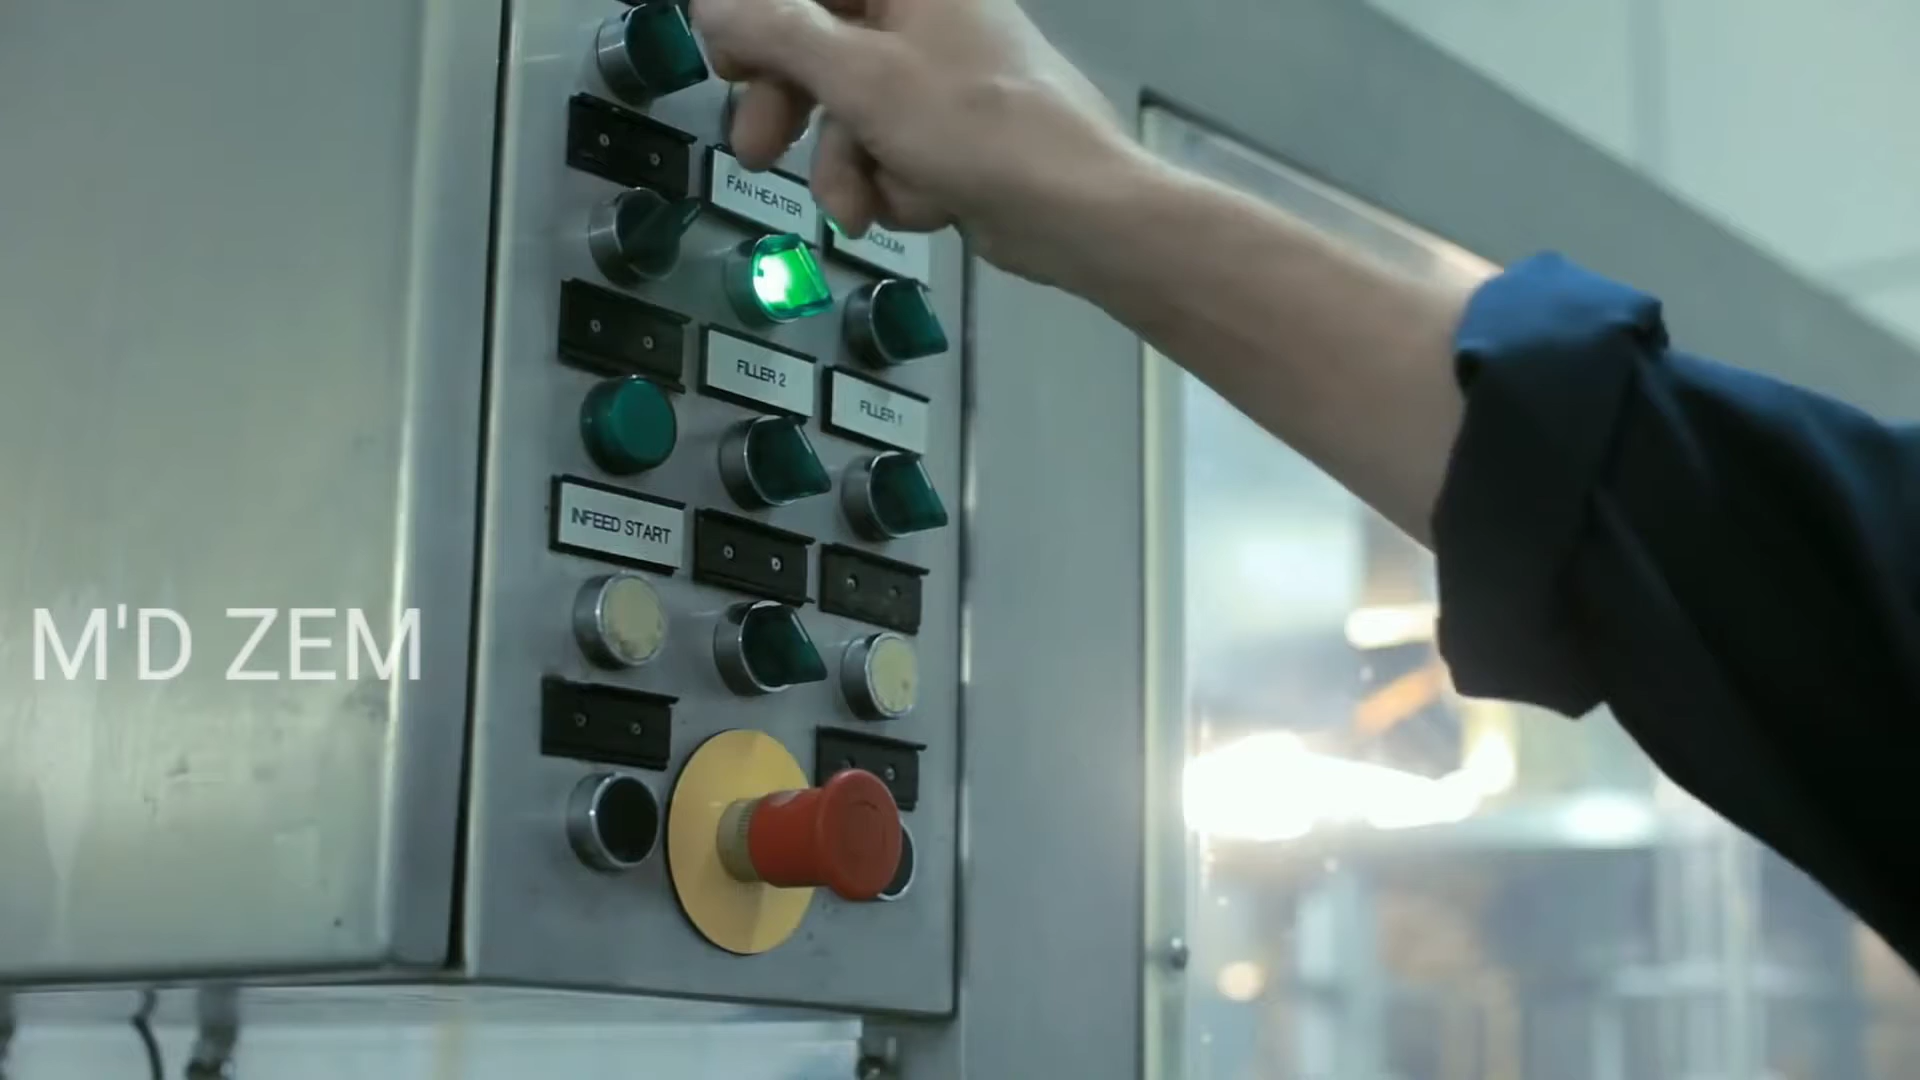 FAN HEATER
FILLER 2
FILLER 1
INFEED START
M'D ZEM